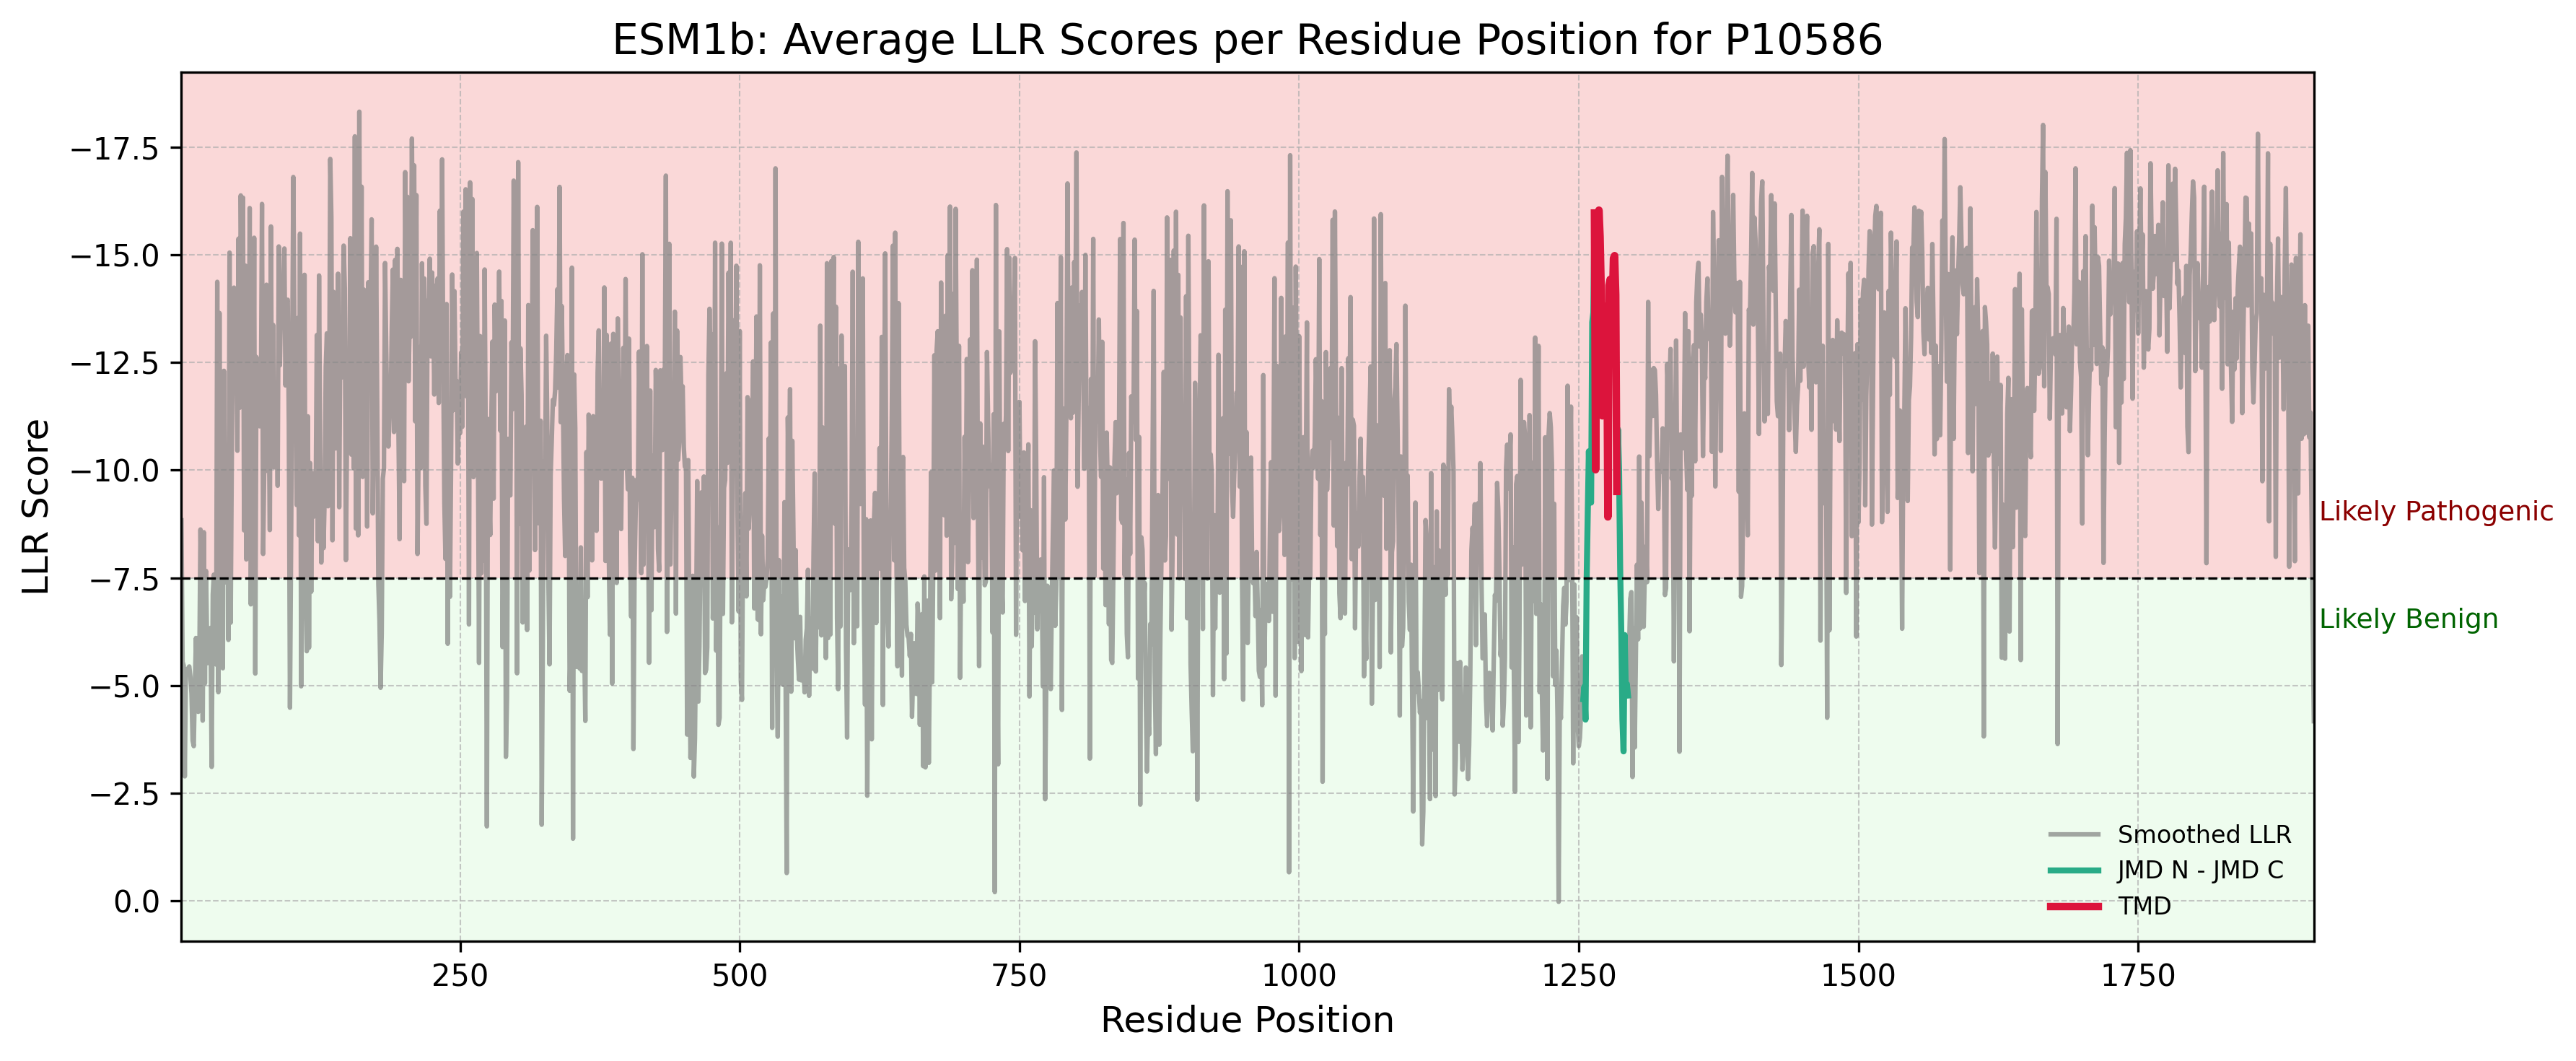 ESM1b: Average LLR Scores per Residue Position for P10586
LLR Score
−17.5
−15.0
−12.5
−10.0
−7.5
−5.0
−2.5
0.0
Likely Pathogenic
Likely Benign
Smoothed LLR
JMD N - JMD C
TMD
250
500
750
1000
1250
1500
1750
Residue Position